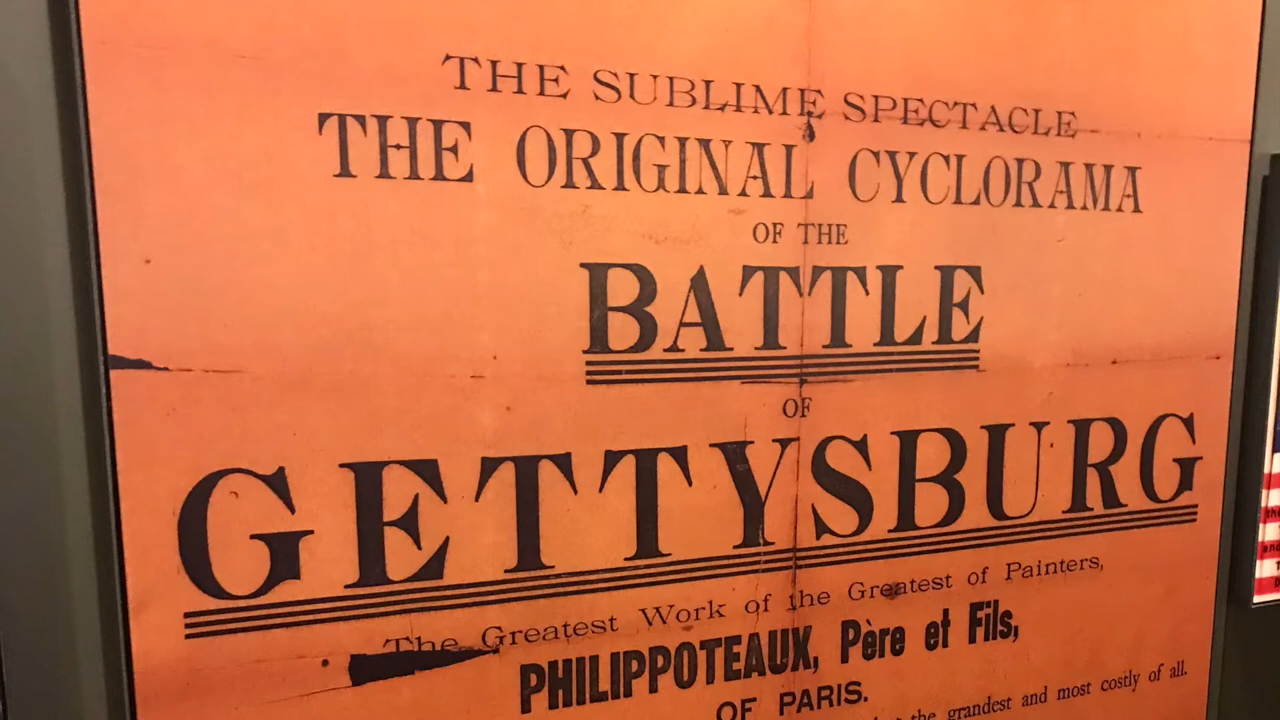 THE SUBLIME SPECTACLE
THE ORIGINAL CYCLORAMA
OF THE
BATTLE
OF
GETTYSBURG
The Greatest Work of the Greatest of Painters,
PHILIPPOTEAUX, Père et Fils,
OF PARIS.
the grandest and most costly of all.